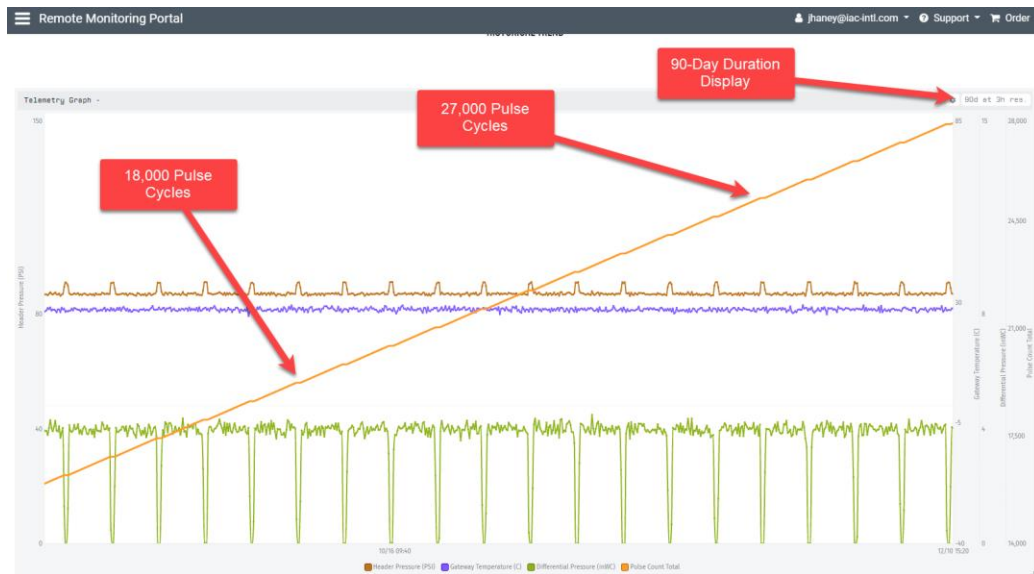 Remote Monitoring Portal
jhaney@iac-intl.com
Support
Order
HISTORICAL TREND
90-Day Duration
Display
Telemetry Graph -
90d at 3h res.
27,000 Pulse
Cycles
18,000 Pulse
Cycles
150
80
40
0
Header Pressure (PSI)
80
30
-5
-40
Gateway Temperature (C)
15
8
4
0
Differential Pressure (inWC)
28,000
24,500
21,000
17,500
14,000
Pulse Count Total
10/16 09:40
12/10 15:20
Header Pressure (PSI) Gateway Temperature (C) Differential Pressure (inWC) Pulse Count Total